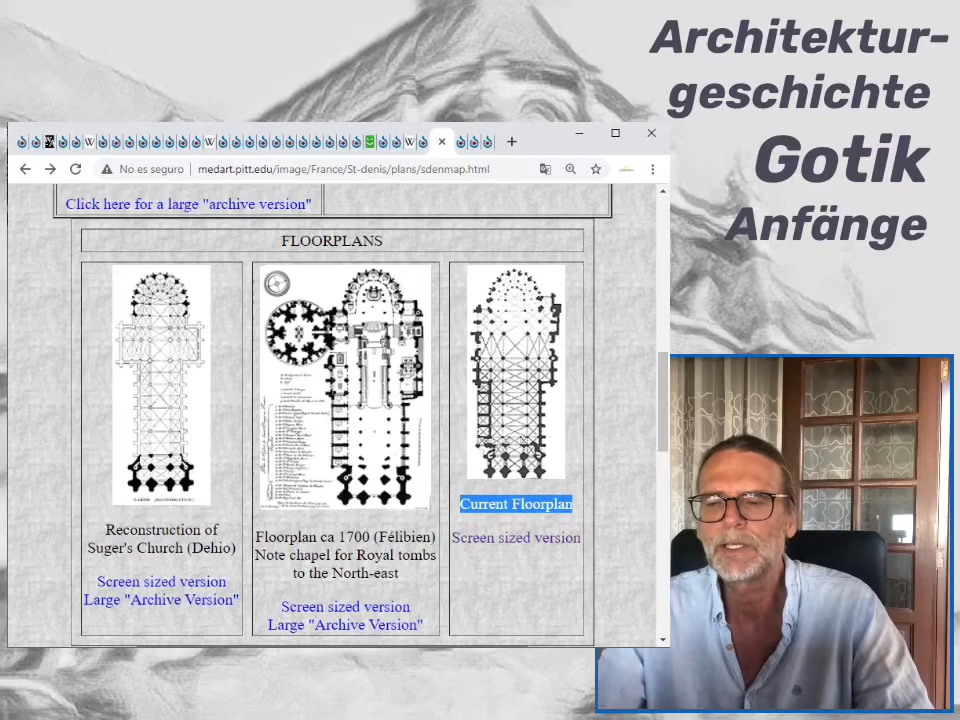 Architektur-
geschichte
Gotik
Anfänge
No es seguro | medart.pitt.edu/image/France/St-denis/plans/sdenmap.html
Click here for a large "archive version"
FLOORPLANS
Reconstruction of
Suger's Church (Dehio)
Screen sized version
Large "Archive Version"
Floorplan ca 1700 (Félibien)
Note chapel for Royal tombs
to the North-east
Screen sized version
Large "Archive Version"
Current Floorplan
Screen sized version